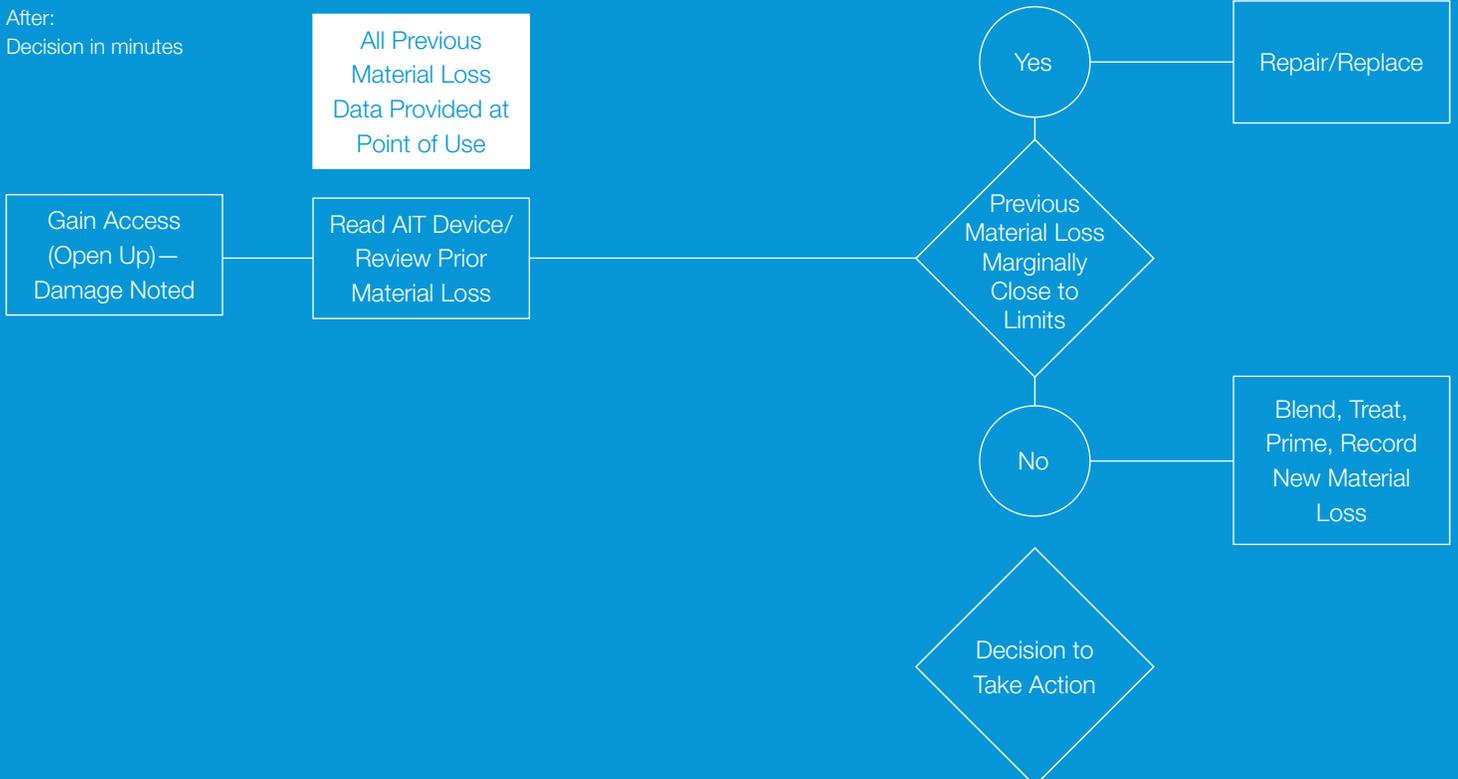 After:
Decision in minutes
All Previous
Material Loss
Data Provided at
Point of Use
Yes
Repair/Replace
Gain Access
(Open Up)—
Damage Noted
Read AIT Device/
Review Prior
Material Loss
Previous
Material Loss
Marginally
Close to
Limits
No
Blend, Treat,
Prime, Record
New Material
Loss
Decision to
Take Action